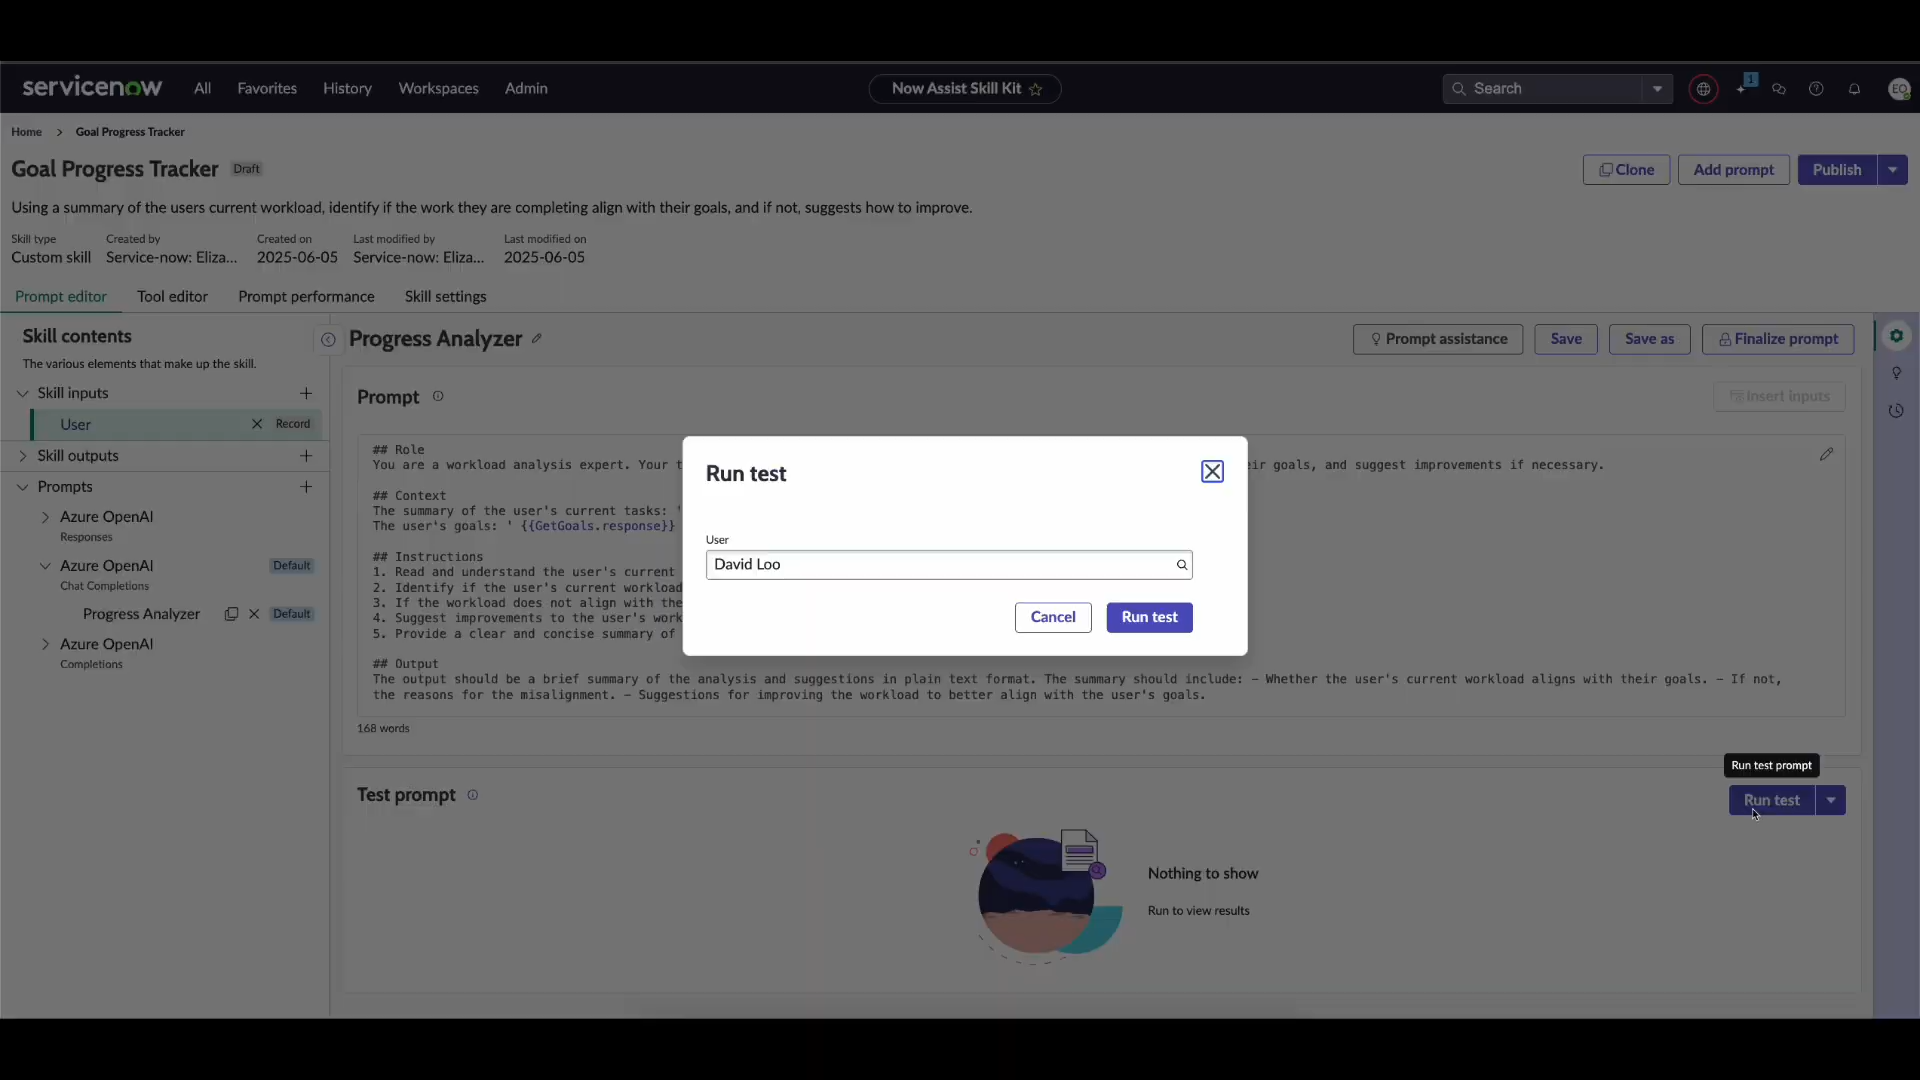 servicenow
All
Favorites
History
Workspaces
Admin
Now Assist Skill Kit
Search
1
EO
Home > Goal Progress Tracker
Goal Progress Tracker
Draft
Clone
Add prompt
Publish
Using a summary of the users current workload, identify if the work they are completing align with their goals, and if not, suggests how to improve.
Skill type
Created by
Created on
Last modified by
Last modified on
Custom skill
Service-now: Eliza...
2025-06-05
Service-now: Eliza...
2025-06-05
Prompt editor
Tool editor
Prompt performance
Skill settings
Skill contents
The various elements that make up the skill.
Skill inputs
User
Record
Skill outputs
Prompts
Azure OpenAI
Responses
Azure OpenAI
Default
Chat Completions
Progress Analyzer
Default
Azure OpenAI
Completions
Progress Analyzer
Prompt assistance
Save
Save as
Finalize prompt
Prompt
Insert inputs
## Role
You are a workload analysis expert. Your t
eir goals, and suggest improvements if necessary.
## Context
The summary of the user's current tasks: '
The user's goals: ' {{GetGoals.response}}
## Instructions
1. Read and understand the user's current
2. Identify if the user's current workload
3. If the workload does not align with the
4. Suggest improvements to the user's work
5. Provide a clear and concise summary of
## Output
The output should be a brief summary of the analysis and suggestions in plain text format. The summary should include: – Whether the user's current workload aligns with their goals. – If not,
the reasons for the misalignment. – Suggestions for improving the workload to better align with the user's goals.
168 words
Run test
User
David Loo
Cancel
Run test
Test prompt
Run test prompt
Run test
Nothing to show
Run to view results